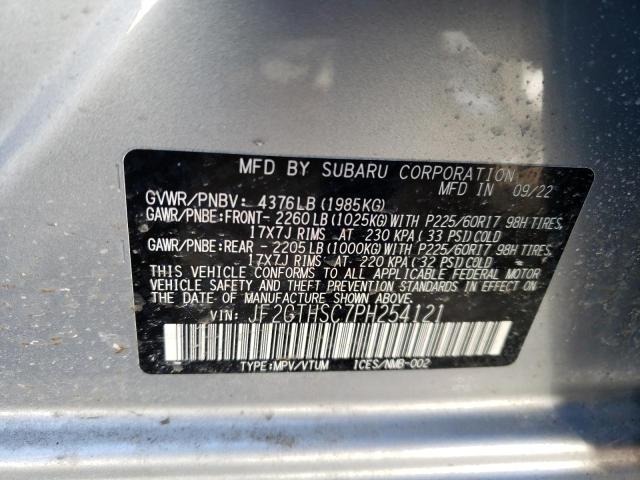 MFD BY SUBARU CORPORATION
MFD IN 09/22
GVWR/PNBV: 4376LB (1985KG)
GAWR/PNBE:FRONT- 2260LB (1025KG) WITH P225/60R17 98H TIRES
17X7J RIMS AT 230 KPA (33 PSI) COLD
GAWR/PNBE:REAR - 2205LB (1000KG) WITH P225/60R17 98H TIRES,
17X7J RIMS AT 220 KPA (32 PSI) COLD
THIS VEHICLE CONFORMS TO ALL APPLICABLE FEDERAL MOTOR
VEHICLE SAFETY AND THEFT PREVENTION STANDARDS IN EFFECT ON
THE DATE OF MANUFACTURE SHOWN ABOVE.
VIN: JF2GTHSC7PH254121
TYPE:MPV/VTUM ICES/NMB-002